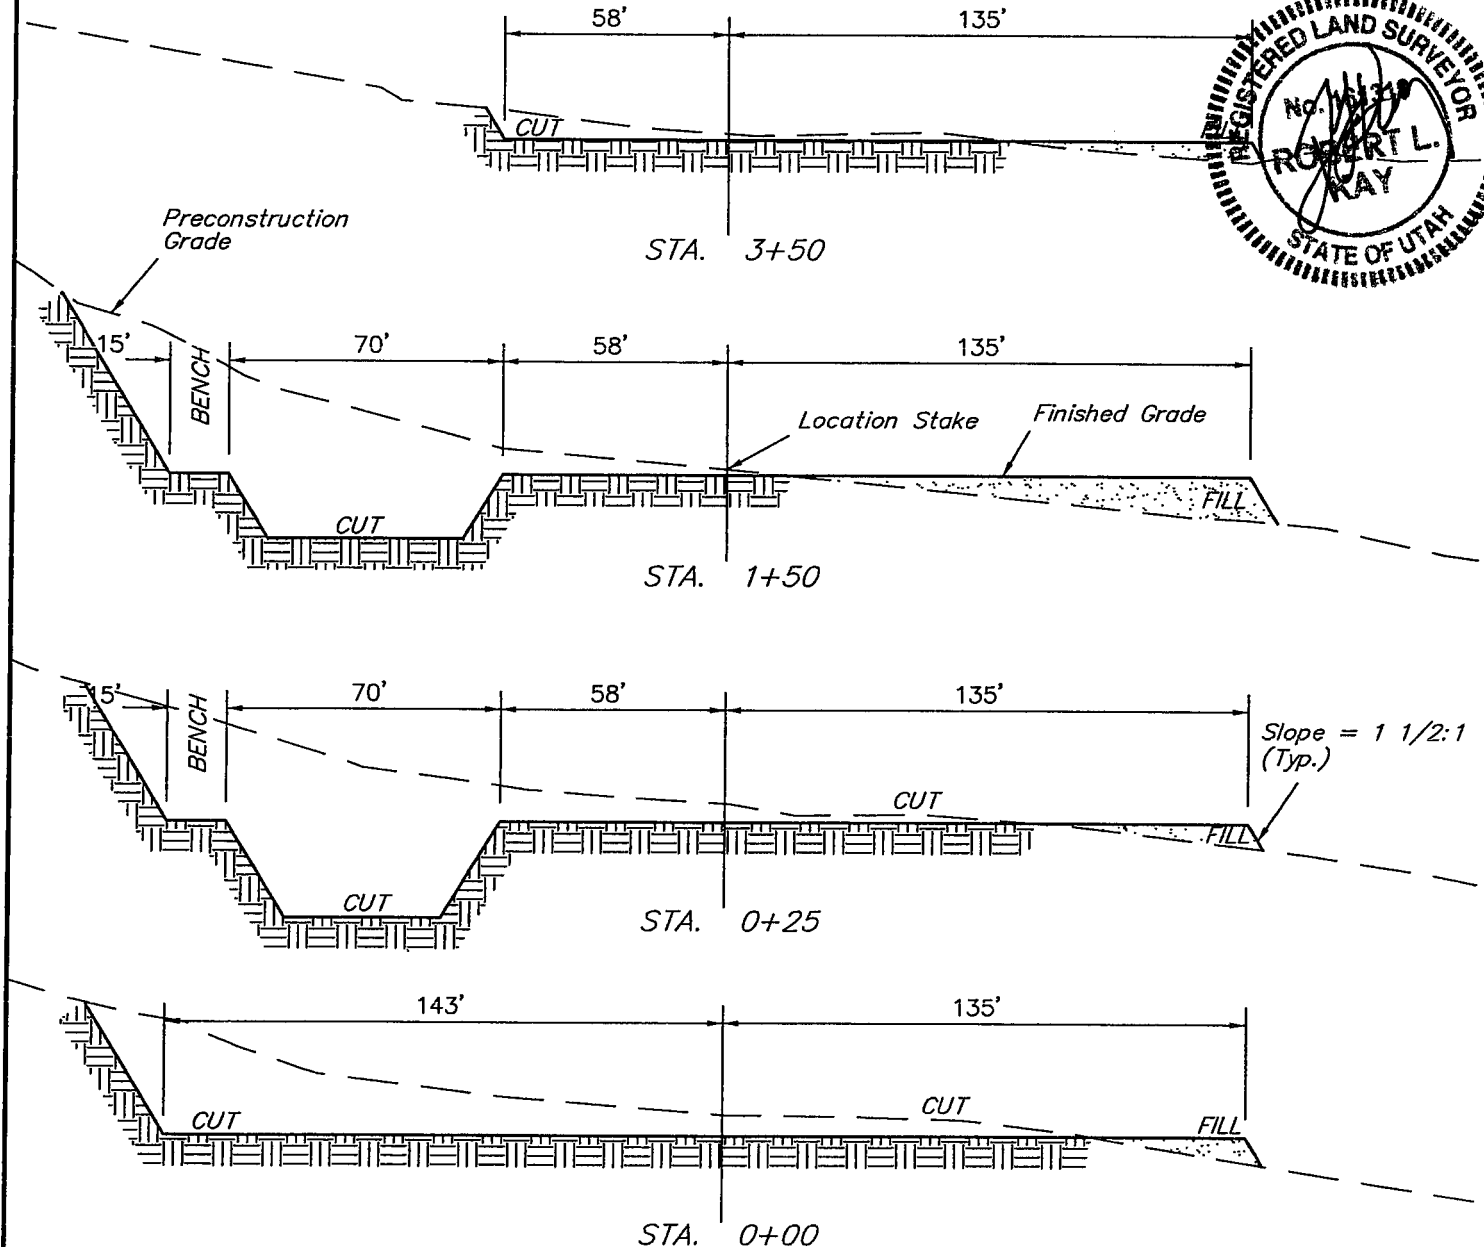 58'
135'
REGISTERED LAND SURVEYOR
No.
ROBERT L.
KAY
STATE OF UTAH
CUT
STA. 3+50
Preconstruction
Grade
15'
BENCH
70'
58'
135'
Location Stake
Finished Grade
CUT
FILL
STA. 1+50
15'
BENCH
70'
58'
135'
Slope = 1 1/2:1
(Typ.)
CUT
FILL
CUT
STA. 0+25
143'
135'
CUT
CUT
FILL
STA. 0+00